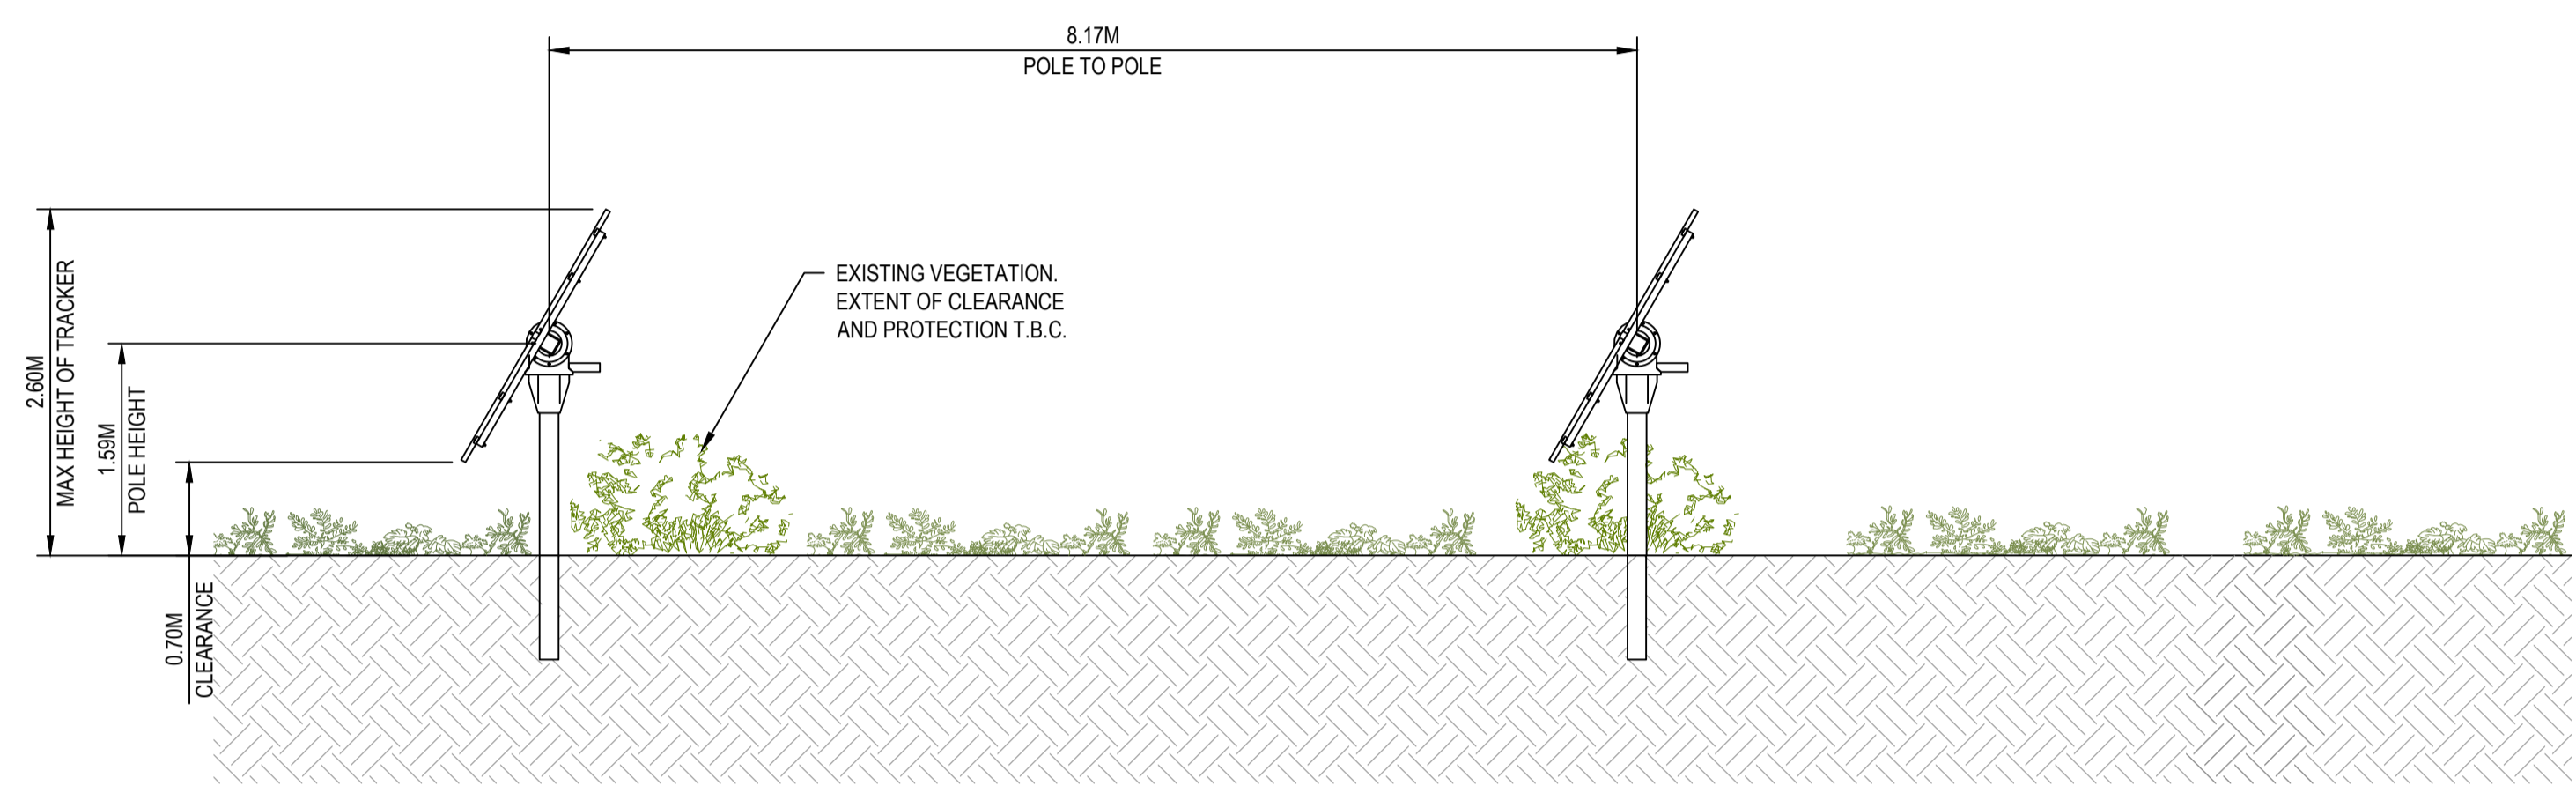 8.17M
POLE TO POLE
EXISTING VEGETATION.
EXTENT OF CLEARANCE
AND PROTECTION T.B.C.
2.60M
MAX HEIGHT OF TRACKER
1.59M
POLE HEIGHT
0.70M
CLEARANCE